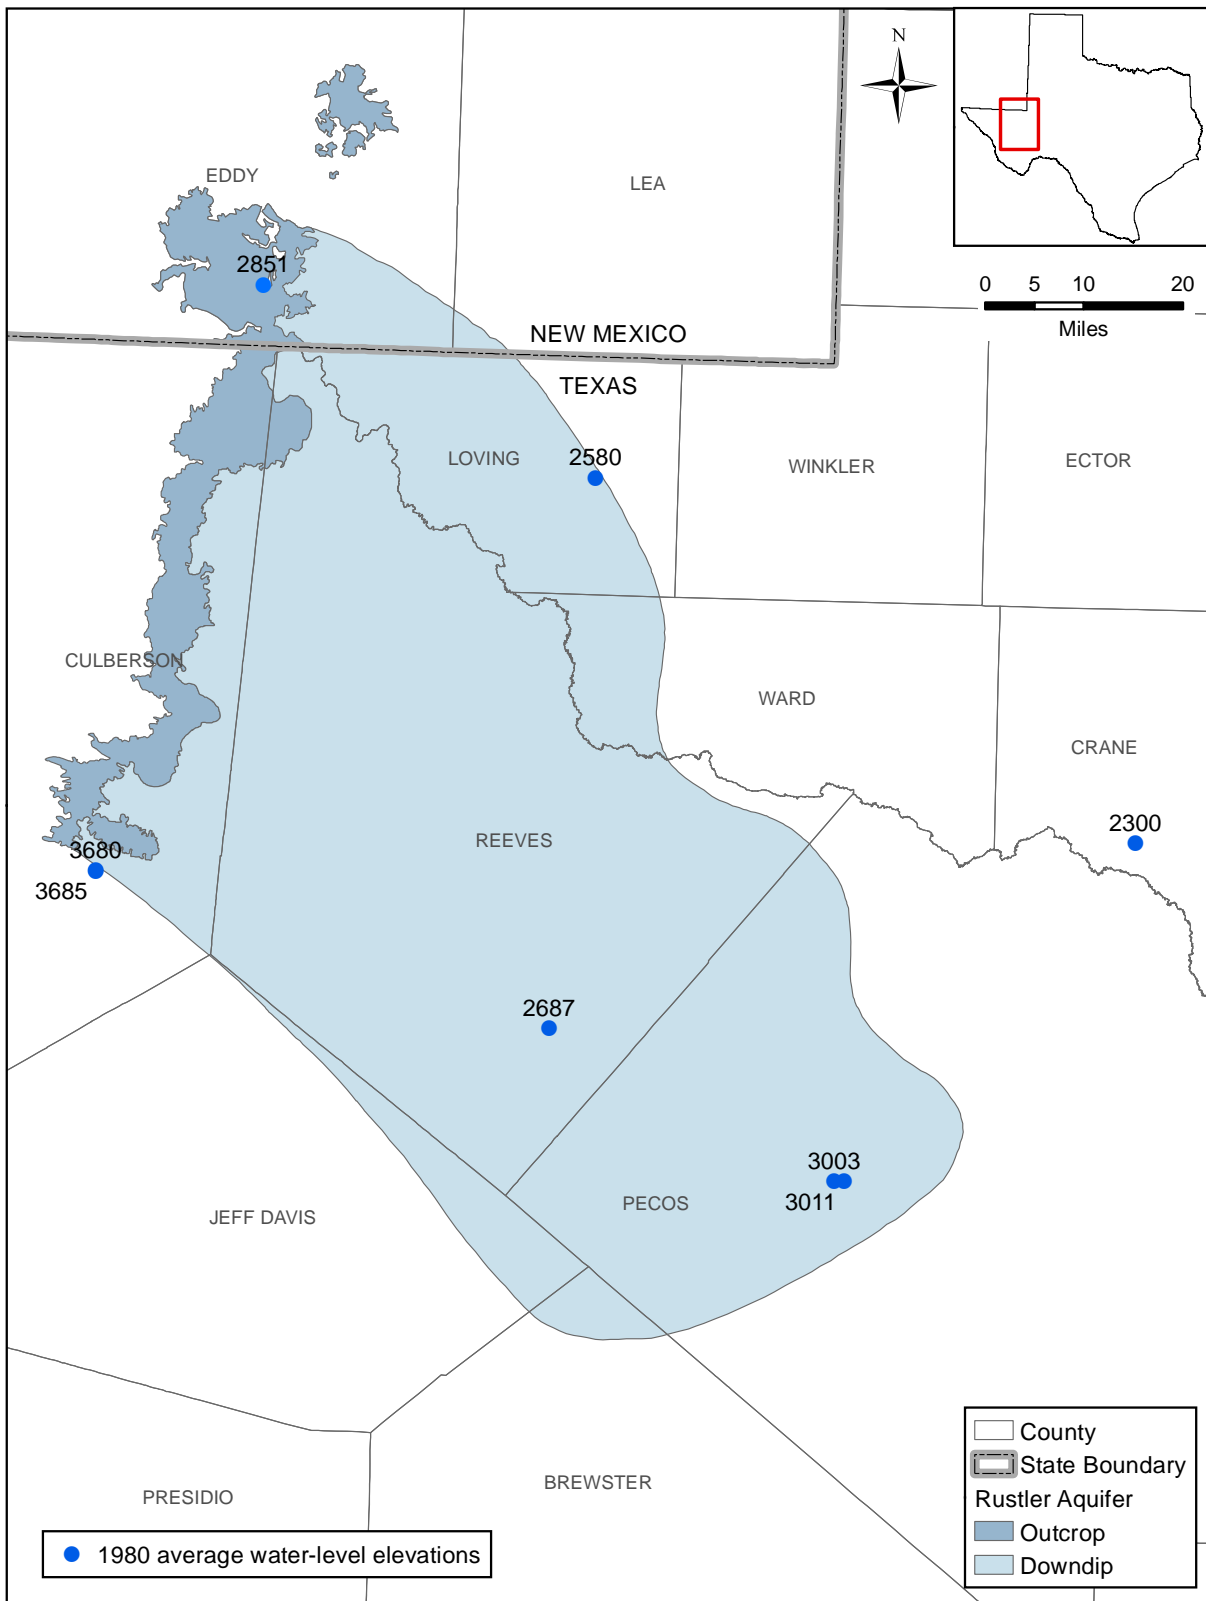 N
EDDY
LEA
2851
0 5 10 20
Miles
NEW MEXICO
TEXAS
LOVING
2580
WINKLER
ECTOR
CULBERSON
WARD
CRANE
2300
REEVES
3680
3685
2687
3003
3011
PECOS
JEFF DAVIS
PRESIDIO
BREWSTER
1980 average water-level elevations
County
State Boundary
Rustler Aquifer
Outcrop
Downdip